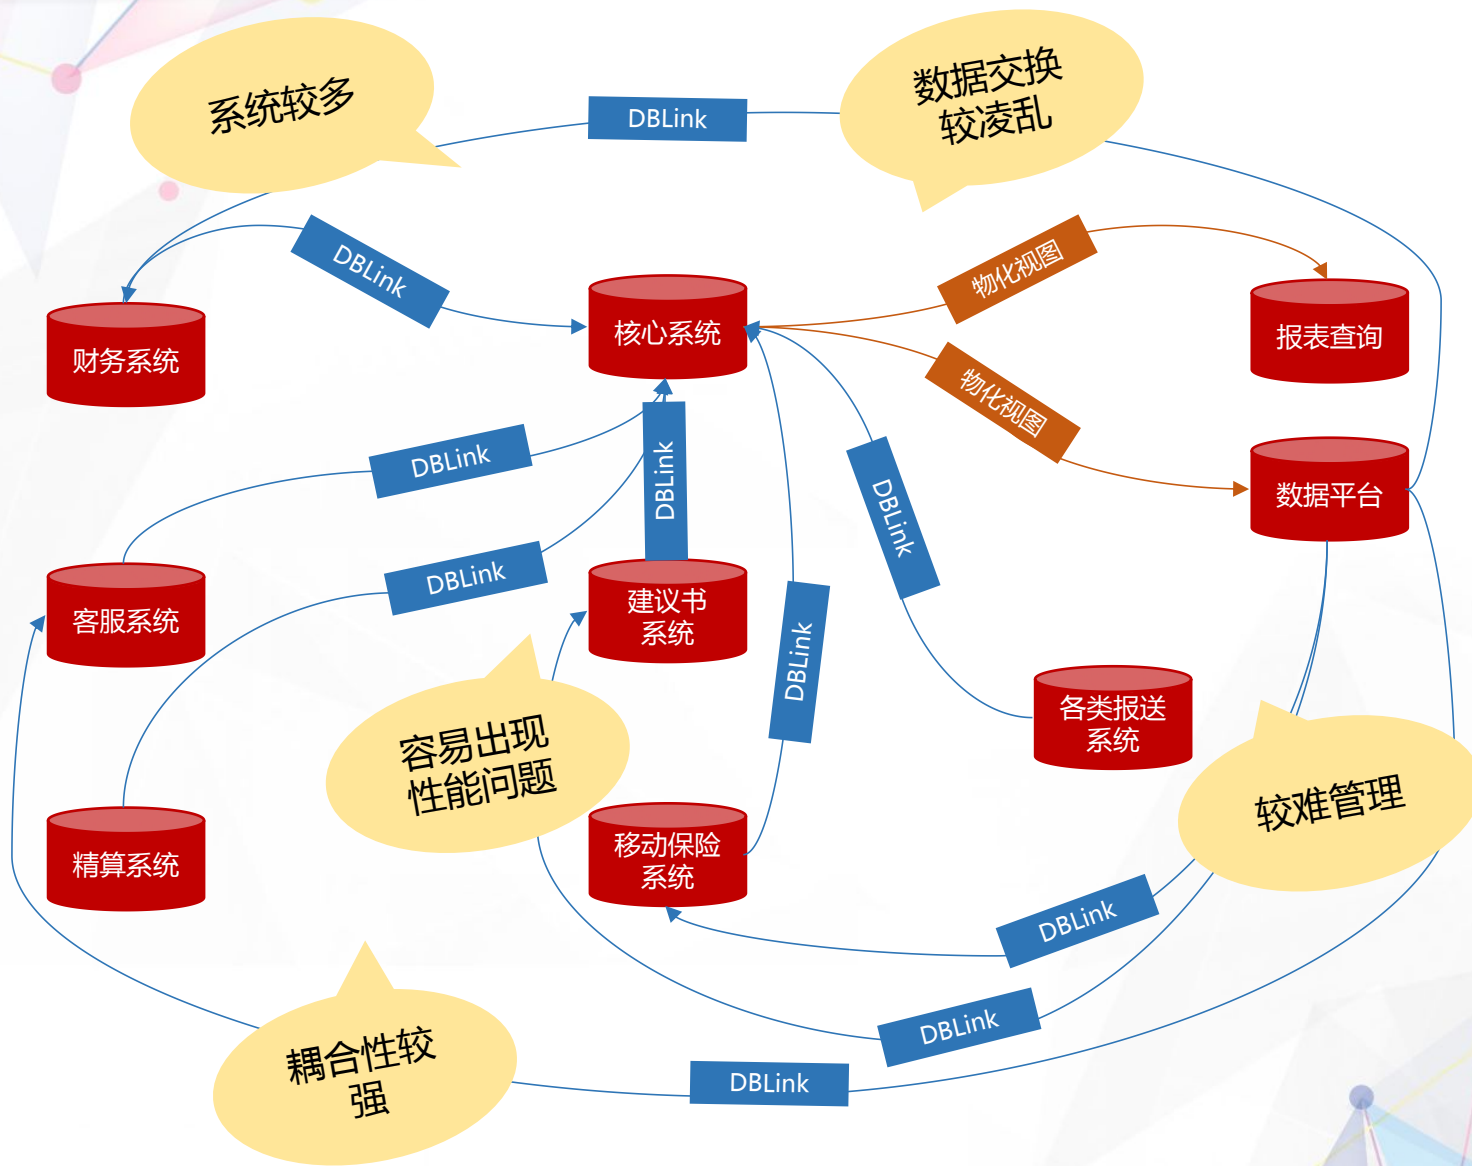 系统较多
数据交换
较凌乱
DBLink
DBLink
物化视图
核心系统
报表查询
财务系统
物化视图
DBLink
DBLink
数据平台
DBLink
DBLink
客服系统
建议书
系统
DBLink
各类报送
系统
容易出现
性能问题
较难管理
精算系统
移动保险
系统
DBLink
DBLink
耦合性较
强
DBLink